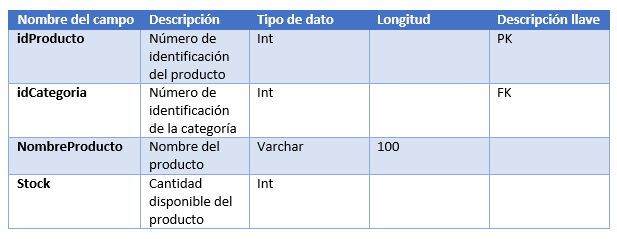 Nombre del campo Descripción Tipo de dato Longitud Descripción llave
idProducto Número de Int PK
identificación
del producto
idCategoria Número de Int FK
identificación
de la categoría
NombreProducto Nombre del Varchar 100
producto
Stock Cantidad Int
disponible del
producto